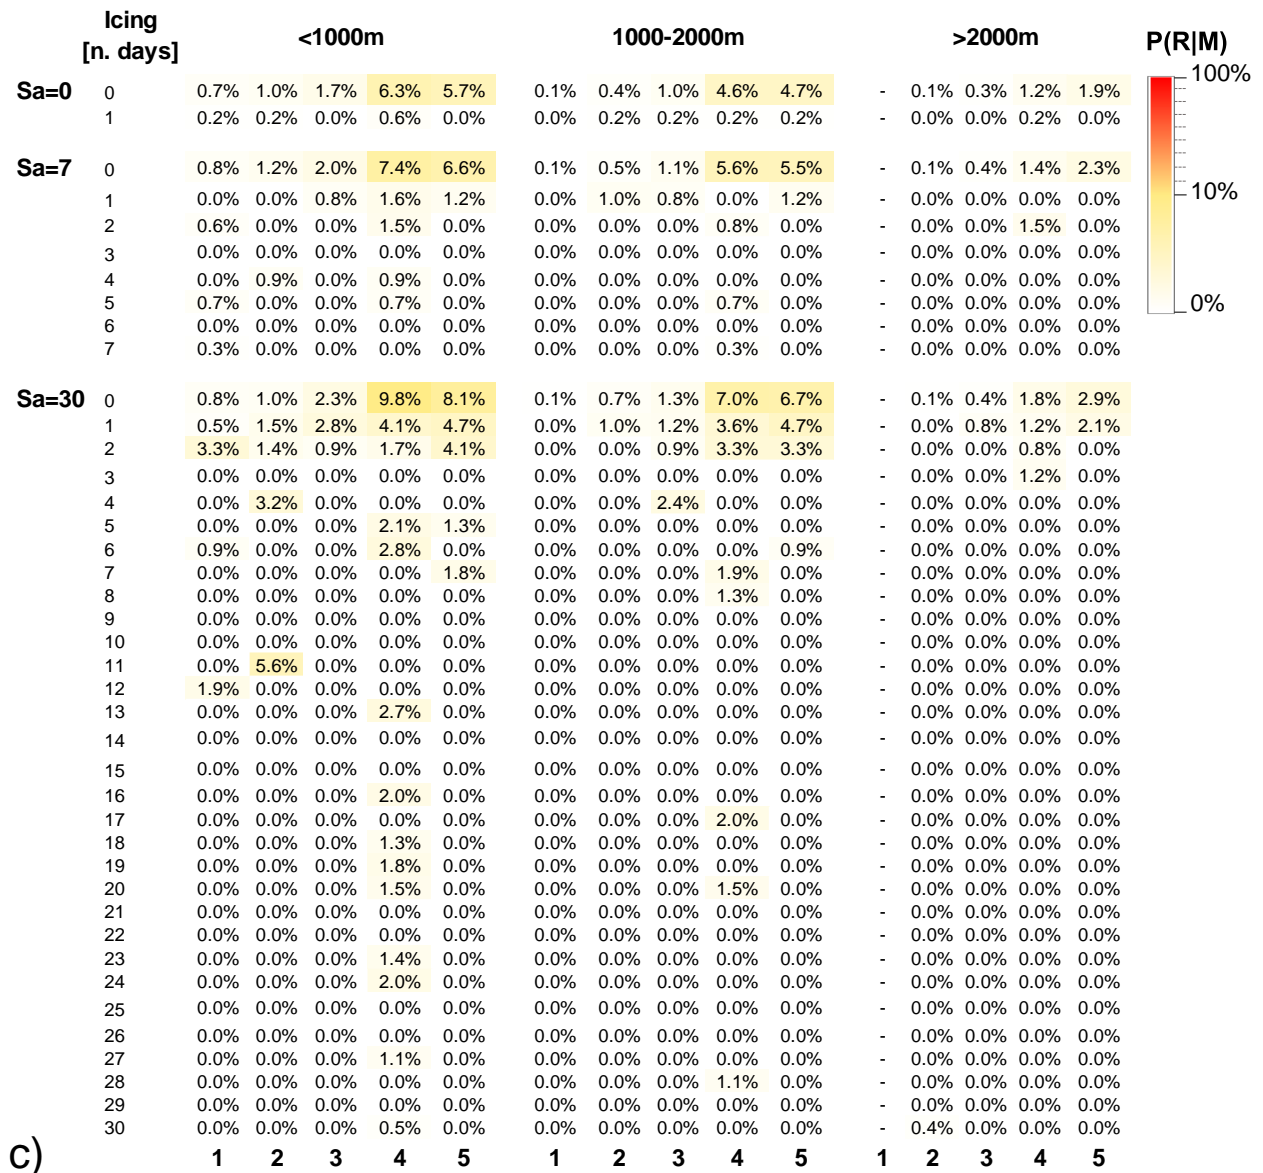 Icing [n. days] <1000m 1000-2000m >2000m P(R|M)
100%
10%
0%
Sa=0 0 0.7% 1.0% 1.7% 6.3% 5.7% 0.1% 0.4% 1.0% 4.6% 4.7% - 0.1% 0.3% 1.2% 1.9%
1 0.2% 0.2% 0.0% 0.6% 0.0% 0.0% 0.2% 0.2% 0.2% 0.2% - 0.0% 0.0% 0.2% 0.0%
Sa=7 0 0.8% 1.2% 2.0% 7.4% 6.6% 0.1% 0.5% 1.1% 5.6% 5.5% - 0.1% 0.4% 1.4% 2.3%
1 0.0% 0.0% 0.8% 1.6% 1.2% 0.0% 1.0% 0.8% 0.0% 1.2% - 0.0% 0.0% 0.0% 0.0%
2 0.6% 0.0% 0.0% 1.5% 0.0% 0.0% 0.0% 0.0% 0.8% 0.0% - 0.0% 0.0% 1.5% 0.0%
3 0.0% 0.0% 0.0% 0.0% 0.0% 0.0% 0.0% 0.0% 0.0% 0.0% - 0.0% 0.0% 0.0% 0.0%
4 0.0% 0.9% 0.0% 0.9% 0.0% 0.0% 0.0% 0.0% 0.0% 0.0% - 0.0% 0.0% 0.0% 0.0%
5 0.7% 0.0% 0.0% 0.7% 0.0% 0.0% 0.0% 0.0% 0.7% 0.0% - 0.0% 0.0% 0.0% 0.0%
6 0.0% 0.0% 0.0% 0.0% 0.0% 0.0% 0.0% 0.0% 0.0% 0.0% - 0.0% 0.0% 0.0% 0.0%
7 0.3% 0.0% 0.0% 0.0% 0.0% 0.0% 0.0% 0.0% 0.3% 0.0% - 0.0% 0.0% 0.0% 0.0%
Sa=30 0 0.8% 1.0% 2.3% 9.8% 8.1% 0.1% 0.7% 1.3% 7.0% 6.7% - 0.1% 0.4% 1.8% 2.9%
1 0.5% 1.5% 2.8% 4.1% 4.7% 0.0% 1.0% 1.2% 3.6% 4.7% - 0.0% 0.8% 1.2% 2.1%
2 3.3% 1.4% 0.9% 1.7% 4.1% 0.0% 0.0% 0.9% 3.3% 3.3% - 0.0% 0.0% 0.8% 0.0%
3 0.0% 0.0% 0.0% 0.0% 0.0% 0.0% 0.0% 0.0% 0.0% 0.0% - 0.0% 0.0% 1.2% 0.0%
4 0.0% 3.2% 0.0% 0.0% 0.0% 0.0% 0.0% 2.4% 0.0% 0.0% - 0.0% 0.0% 0.0% 0.0%
5 0.0% 0.0% 0.0% 2.1% 1.3% 0.0% 0.0% 0.0% 0.0% 0.0% - 0.0% 0.0% 0.0% 0.0%
6 0.9% 0.0% 0.0% 2.8% 0.0% 0.0% 0.0% 0.0% 0.0% 0.9% - 0.0% 0.0% 0.0% 0.0%
7 0.0% 0.0% 0.0% 0.0% 1.8% 0.0% 0.0% 0.0% 1.9% 0.0% - 0.0% 0.0% 0.0% 0.0%
8 0.0% 0.0% 0.0% 0.0% 0.0% 0.0% 0.0% 0.0% 1.3% 0.0% - 0.0% 0.0% 0.0% 0.0%
9 0.0% 0.0% 0.0% 0.0% 0.0% 0.0% 0.0% 0.0% 0.0% 0.0% - 0.0% 0.0% 0.0% 0.0%
10 0.0% 0.0% 0.0% 0.0% 0.0% 0.0% 0.0% 0.0% 0.0% 0.0% - 0.0% 0.0% 0.0% 0.0%
11 0.0% 5.6% 0.0% 0.0% 0.0% 0.0% 0.0% 0.0% 0.0% 0.0% - 0.0% 0.0% 0.0% 0.0%
12 1.9% 0.0% 0.0% 0.0% 0.0% 0.0% 0.0% 0.0% 0.0% 0.0% - 0.0% 0.0% 0.0% 0.0%
13 0.0% 0.0% 0.0% 2.7% 0.0% 0.0% 0.0% 0.0% 0.0% 0.0% - 0.0% 0.0% 0.0% 0.0%
14 0.0% 0.0% 0.0% 0.0% 0.0% 0.0% 0.0% 0.0% 0.0% 0.0% - 0.0% 0.0% 0.0% 0.0%
15 0.0% 0.0% 0.0% 0.0% 0.0% 0.0% 0.0% 0.0% 0.0% 0.0% - 0.0% 0.0% 0.0% 0.0%
16 0.0% 0.0% 0.0% 2.0% 0.0% 0.0% 0.0% 0.0% 0.0% 0.0% - 0.0% 0.0% 0.0% 0.0%
17 0.0% 0.0% 0.0% 0.0% 0.0% 0.0% 0.0% 0.0% 2.0% 0.0% - 0.0% 0.0% 0.0% 0.0%
18 0.0% 0.0% 0.0% 1.3% 0.0% 0.0% 0.0% 0.0% 0.0% 0.0% - 0.0% 0.0% 0.0% 0.0%
19 0.0% 0.0% 0.0% 1.8% 0.0% 0.0% 0.0% 0.0% 0.0% 0.0% - 0.0% 0.0% 0.0% 0.0%
20 0.0% 0.0% 0.0% 1.5% 0.0% 0.0% 0.0% 0.0% 1.5% 0.0% - 0.0% 0.0% 0.0% 0.0%
21 0.0% 0.0% 0.0% 0.0% 0.0% 0.0% 0.0% 0.0% 0.0% 0.0% - 0.0% 0.0% 0.0% 0.0%
22 0.0% 0.0% 0.0% 0.0% 0.0% 0.0% 0.0% 0.0% 0.0% 0.0% - 0.0% 0.0% 0.0% 0.0%
23 0.0% 0.0% 0.0% 1.4% 0.0% 0.0% 0.0% 0.0% 0.0% 0.0% - 0.0% 0.0% 0.0% 0.0%
24 0.0% 0.0% 0.0% 2.0% 0.0% 0.0% 0.0% 0.0% 0.0% 0.0% - 0.0% 0.0% 0.0% 0.0%
25 0.0% 0.0% 0.0% 0.0% 0.0% 0.0% 0.0% 0.0% 0.0% 0.0% - 0.0% 0.0% 0.0% 0.0%
26 0.0% 0.0% 0.0% 0.0% 0.0% 0.0% 0.0% 0.0% 0.0% 0.0% - 0.0% 0.0% 0.0% 0.0%
27 0.0% 0.0% 0.0% 1.1% 0.0% 0.0% 0.0% 0.0% 0.0% 0.0% - 0.0% 0.0% 0.0% 0.0%
28 0.0% 0.0% 0.0% 0.0% 0.0% 0.0% 0.0% 0.0% 1.1% 0.0% - 0.0% 0.0% 0.0% 0.0%
29 0.0% 0.0% 0.0% 0.0% 0.0% 0.0% 0.0% 0.0% 0.0% 0.0% - 0.0% 0.0% 0.0% 0.0%
30 0.0% 0.0% 0.0% 0.5% 0.0% 0.0% 0.0% 0.0% 0.0% 0.0% - 0.4% 0.0% 0.0% 0.0%
c) 1 2 3 4 5 1 2 3 4 5 1 2 3 4 5